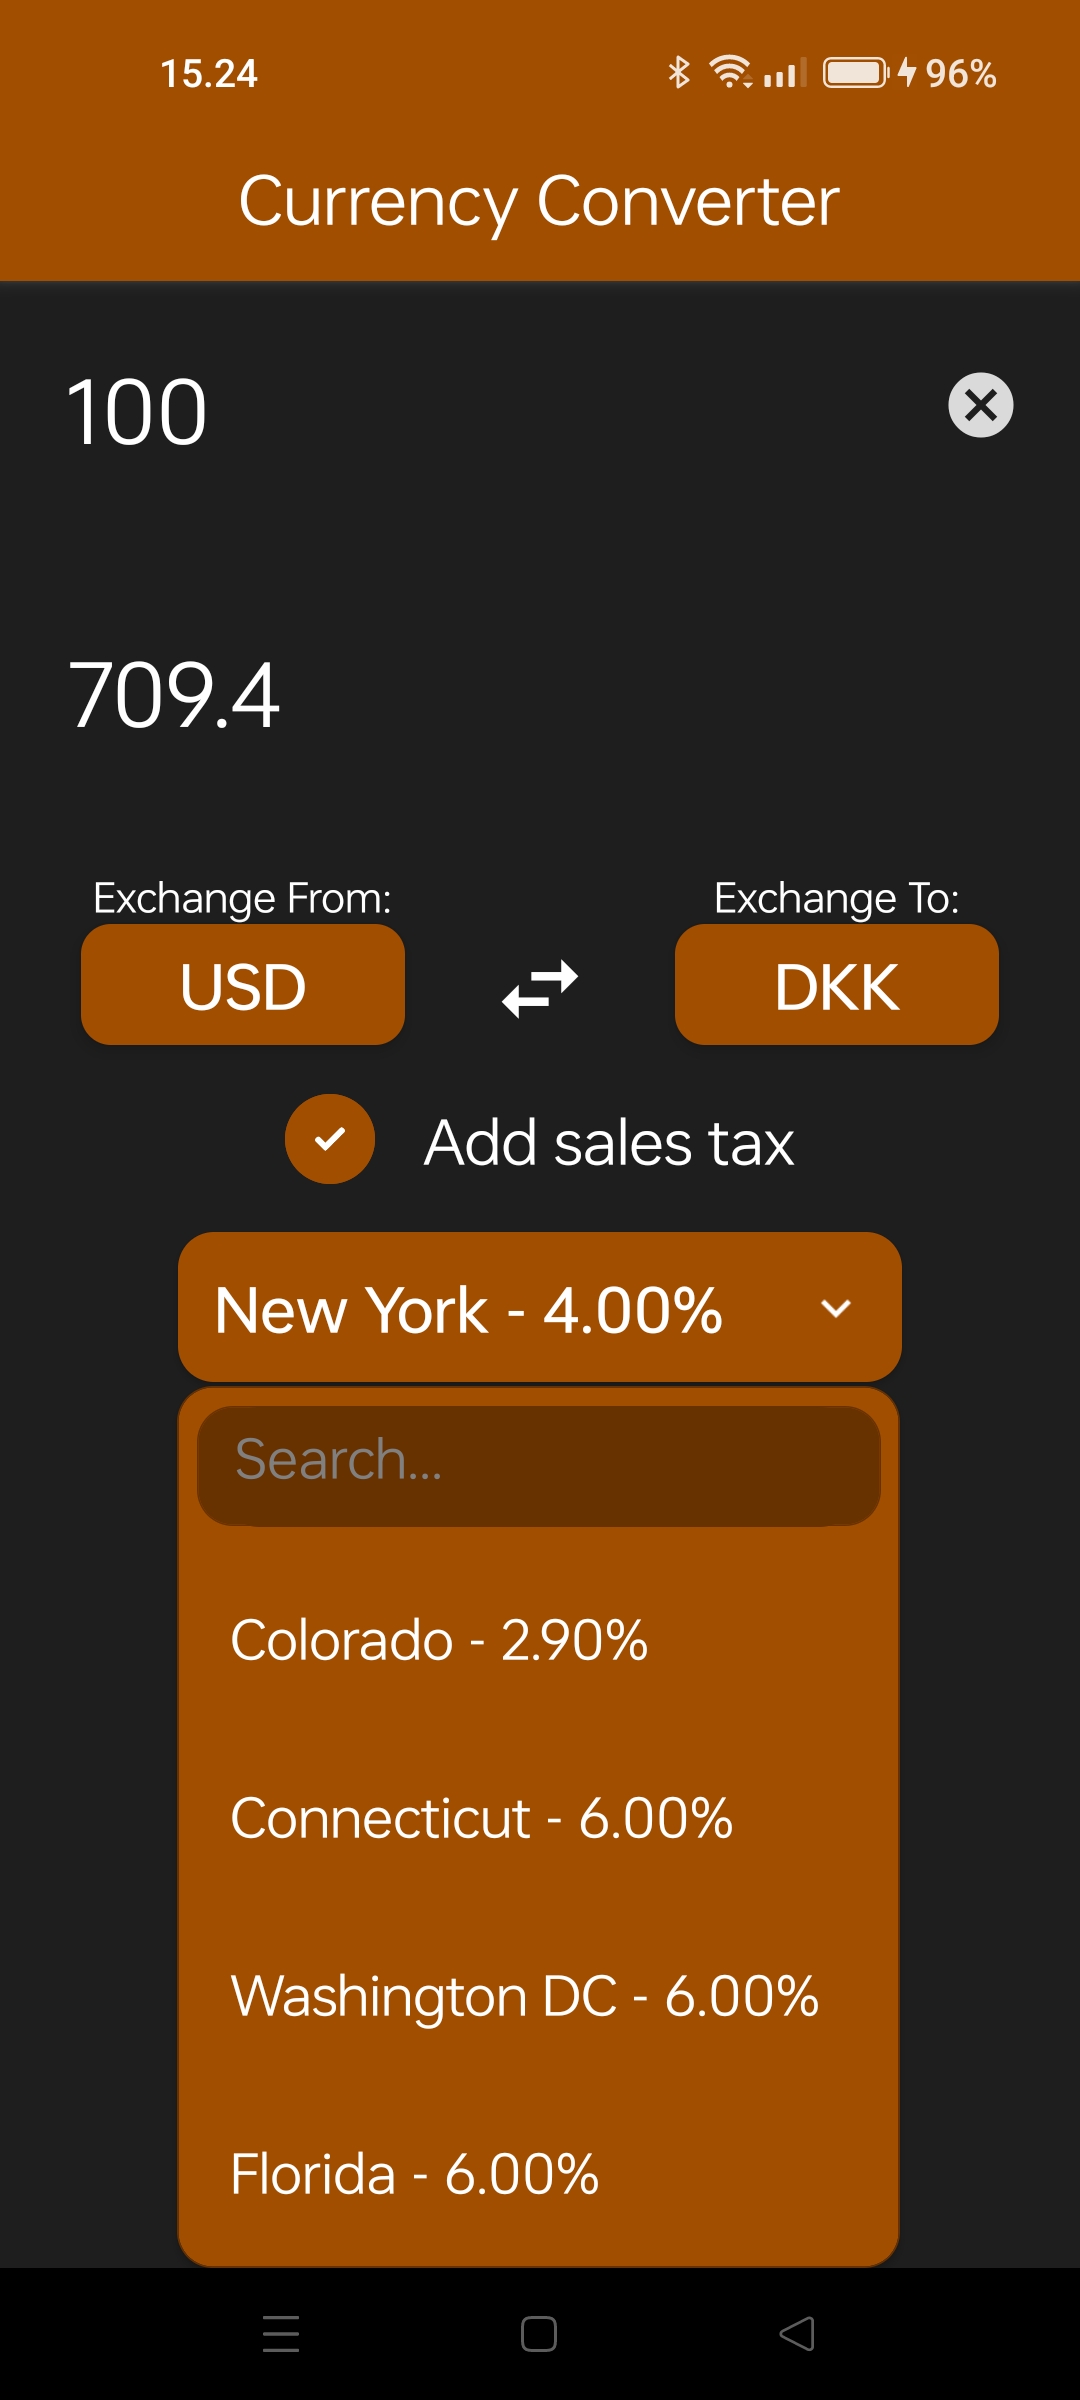 15.24
96%
Currency Converter
100
709.4
Exchange From:
Exchange To:
USD
DKK
Add sales tax
New York - 4.00%
Search...
Colorado - 2.90%
Connecticut - 6.00%
Washington DC - 6.00%
Florida - 6.00%